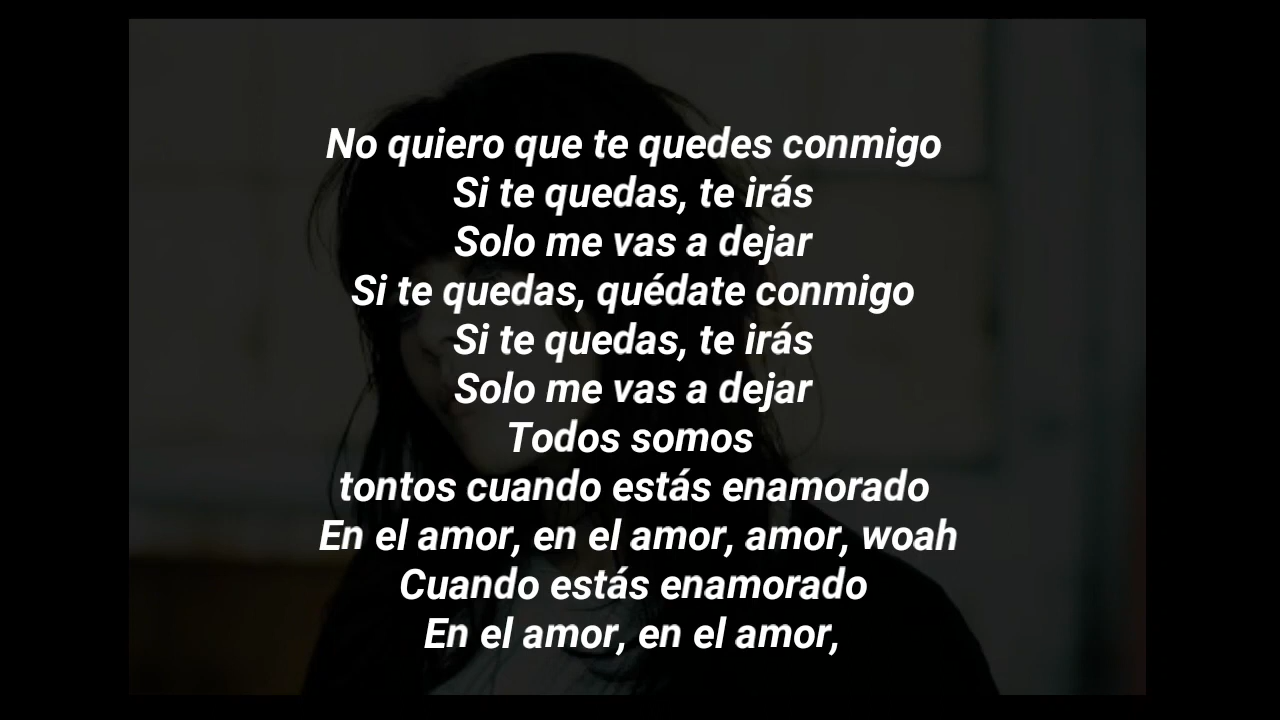 No quiero que te quedes conmigo
Si te quedas, te irás
Solo me vas a dejar
Si te quedas, quédate conmigo
Si te quedas, te irás
Solo me vas a dejar
Todos somos
tontos cuando estás enamorado
En el amor, en el amor, amor, woah
Cuando estás enamorado
En el amor, en el amor,